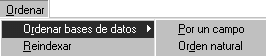 Ordenar
Ordenar bases de datos
Reindexar
Por un campo
Orden natural